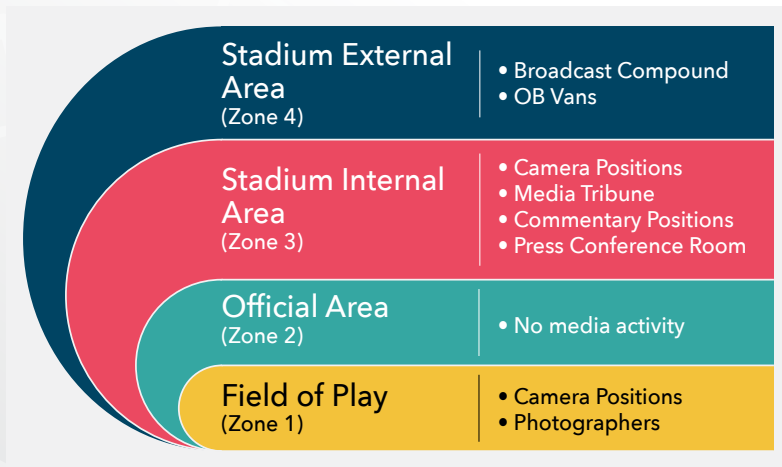 Stadium External
Area
(Zone 4)
• Broadcast Compound
• OB Vans
Stadium Internal
Area
(Zone 3)
• Camera Positions
• Media Tribune
• Commentary Positions
• Press Conference Room
Official Area
(Zone 2)
• No media activity
Field of Play
(Zone 1)
• Camera Positions
• Photographers